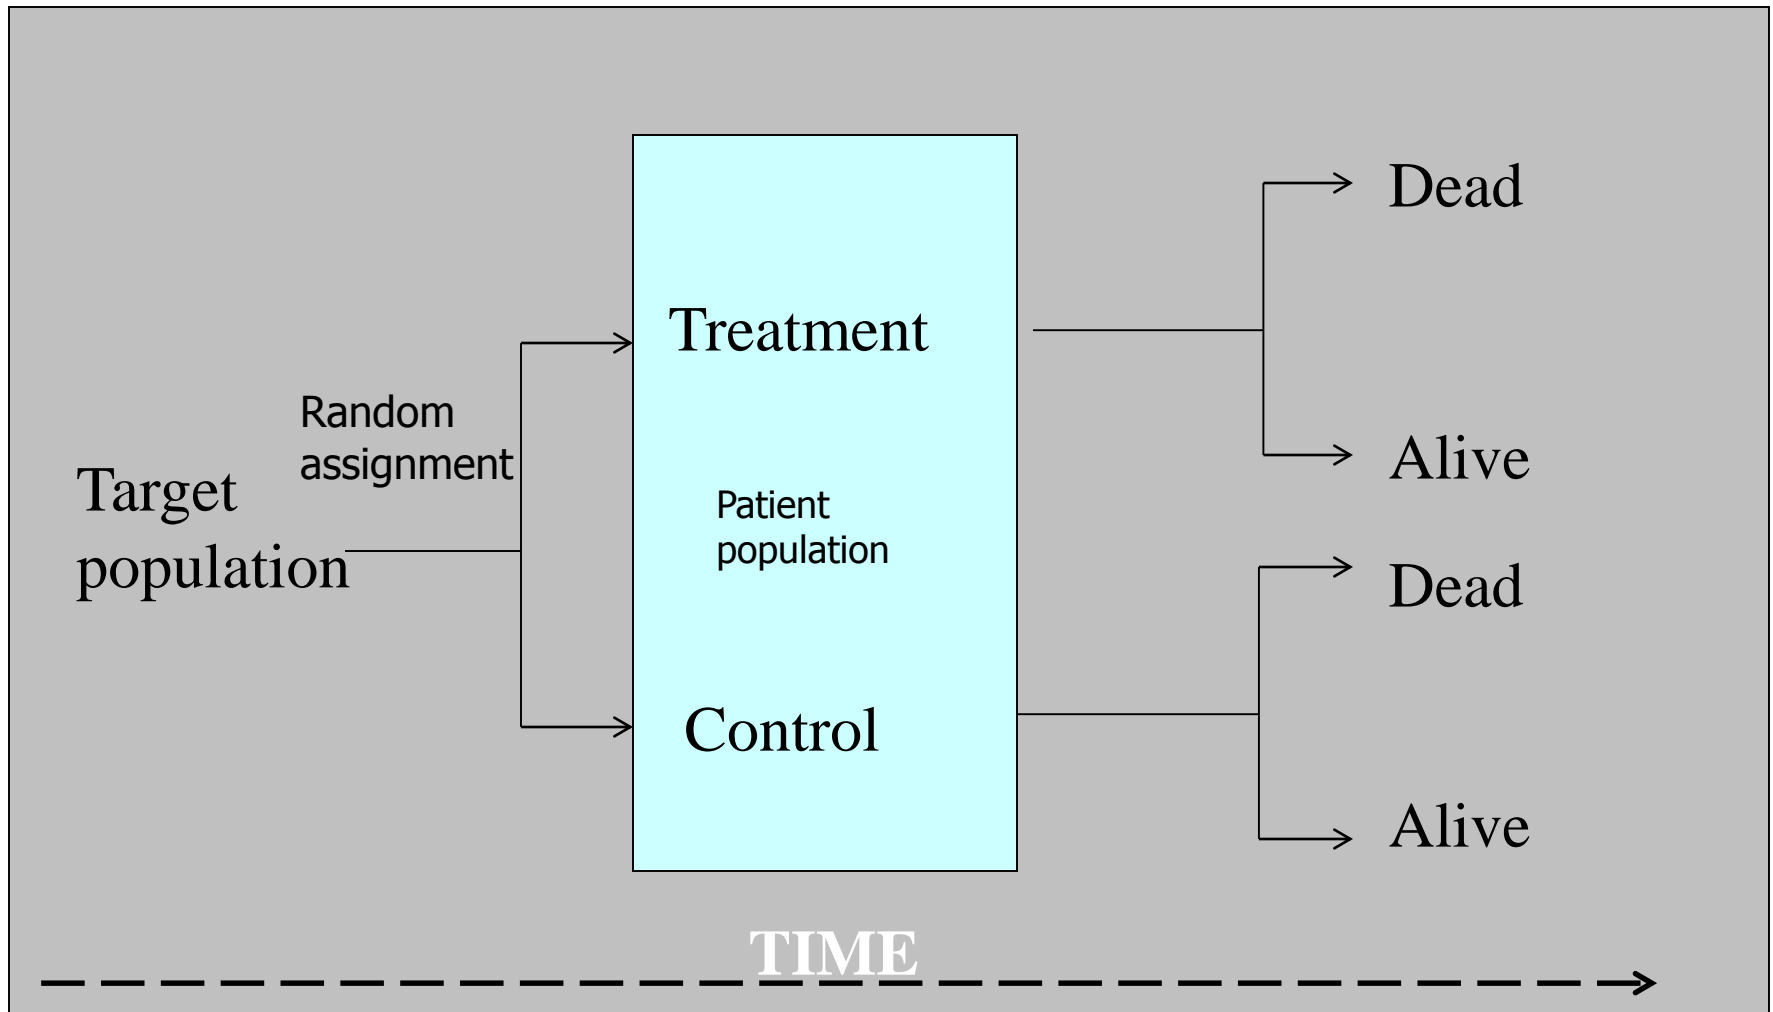 Target
population
Random
assignment
Treatment
Patient
population
Control
Dead
Alive
Dead
Alive
TIME